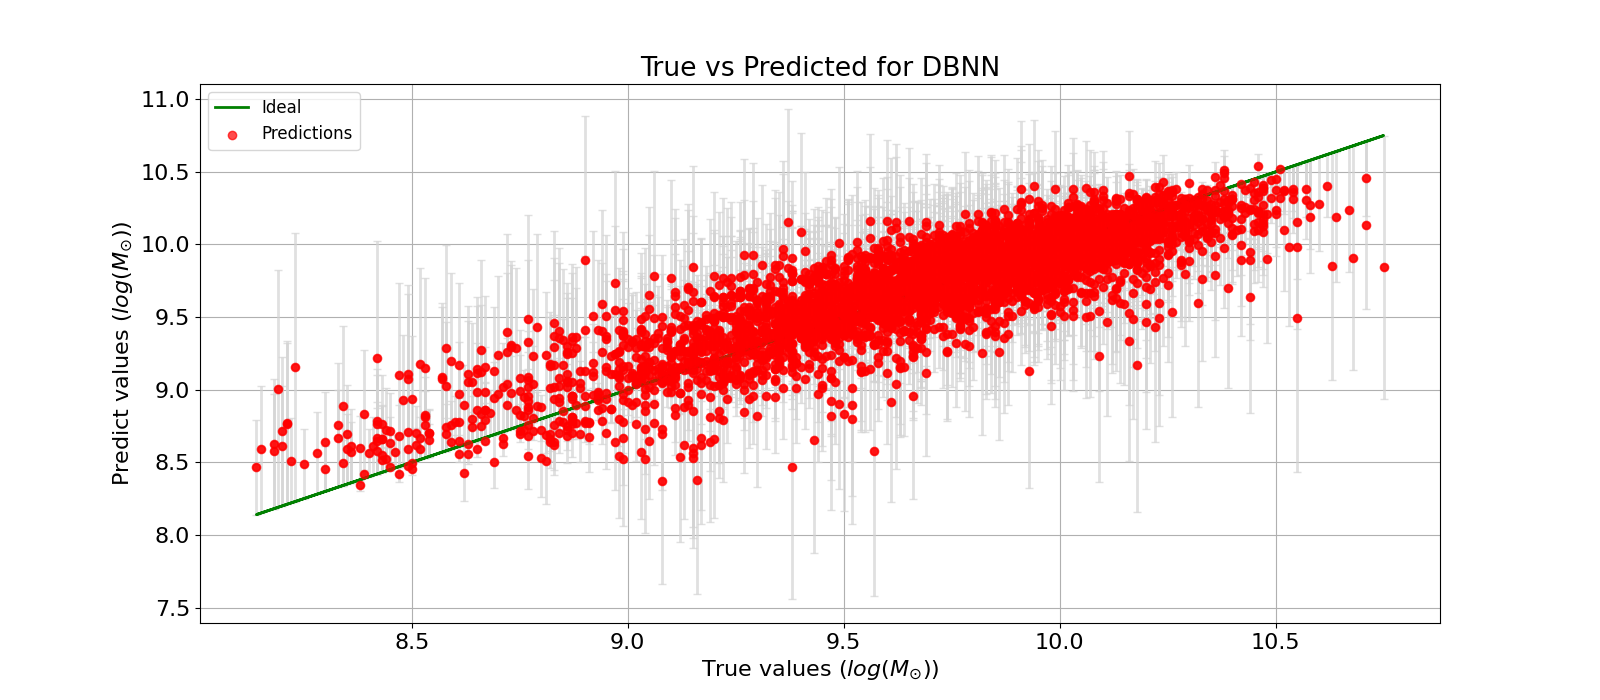 True vs Predicted for DBNN
Ideal
Predictions
Predict values (log(M⊙))
11.0
10.5
10.0
9.5
9.0
8.5
8.0
7.5
8.5 9.0 9.5 10.0 10.5
True values (log(M⊙))